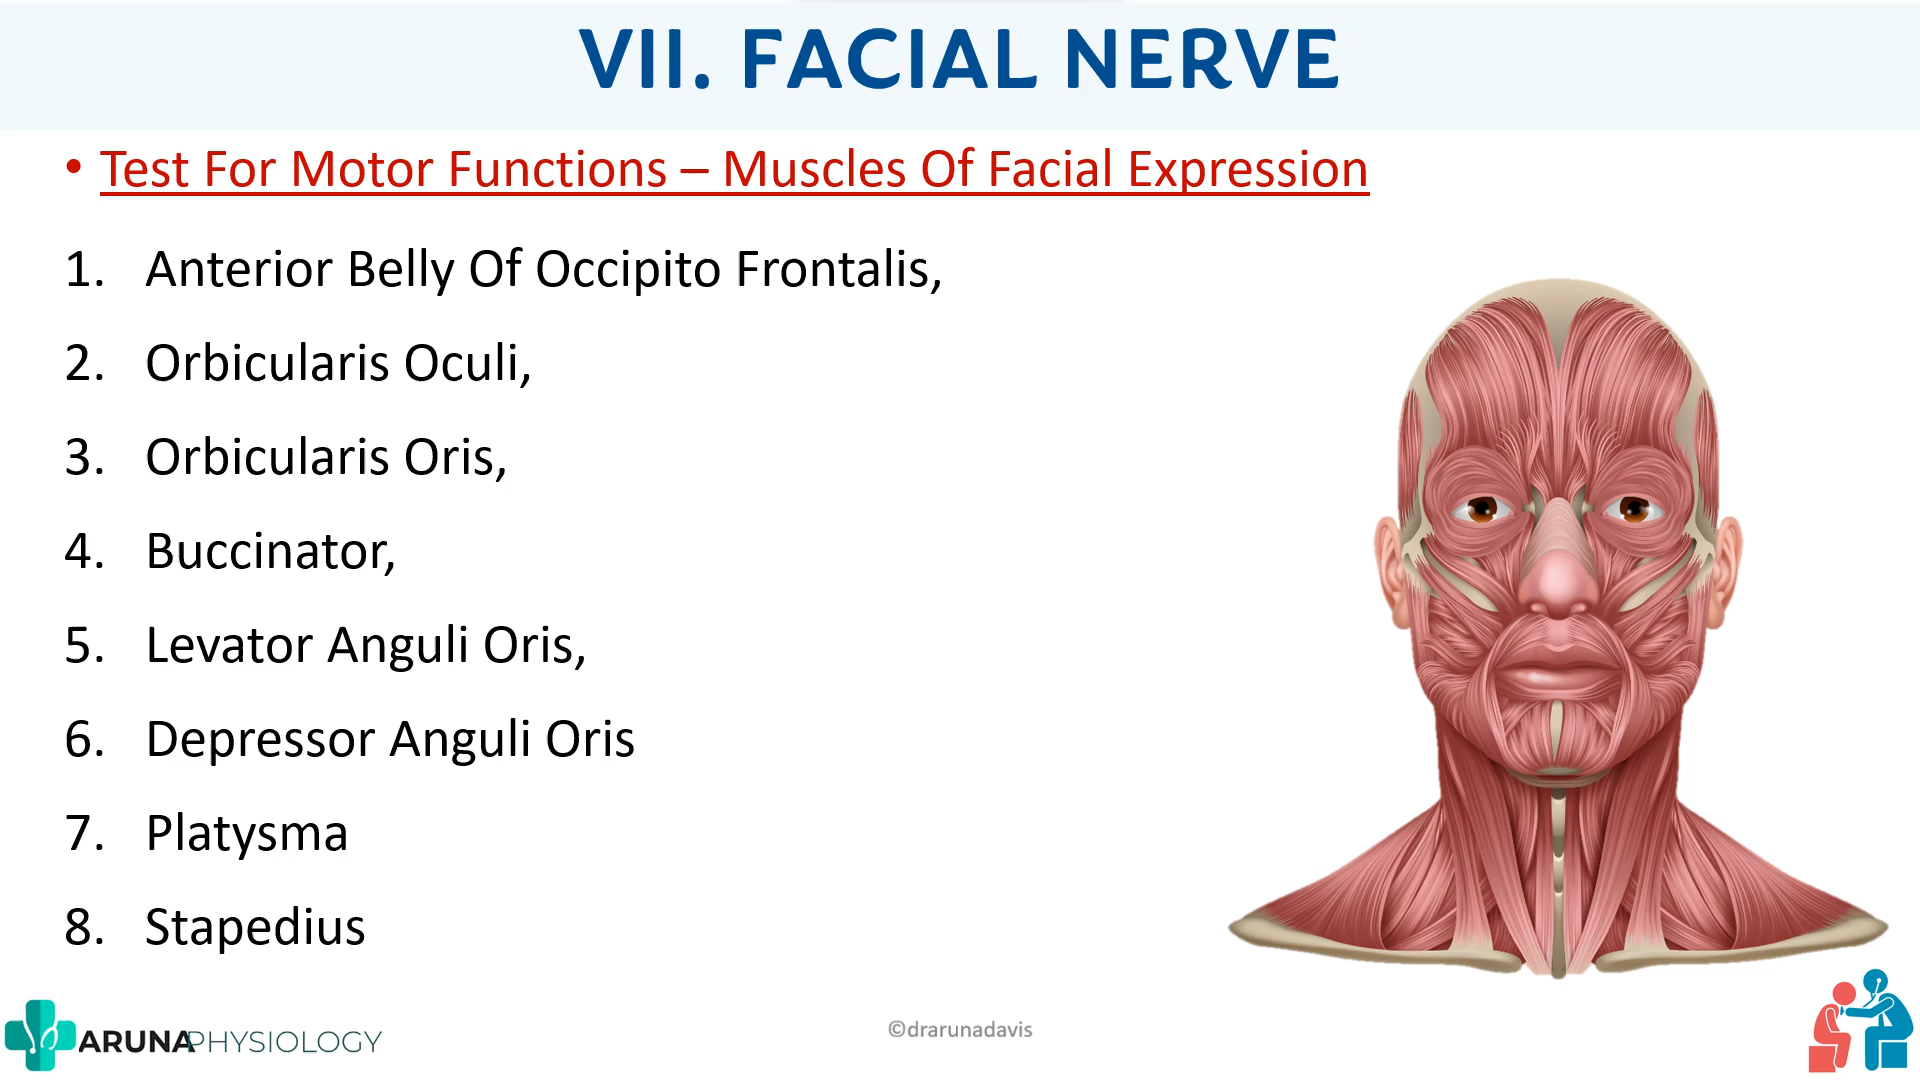 VII. FACIAL NERVE
• Test For Motor Functions – Muscles Of Facial Expression
1. Anterior Belly Of Occipito Frontalis,
2. Orbicularis Oculi,
3. Orbicularis Oris,
4. Buccinator,
5. Levator Anguli Oris,
6. Depressor Anguli Oris
7. Platysma
8. Stapedius
ARUNAPHYSIOLOGY
©drarunadavis